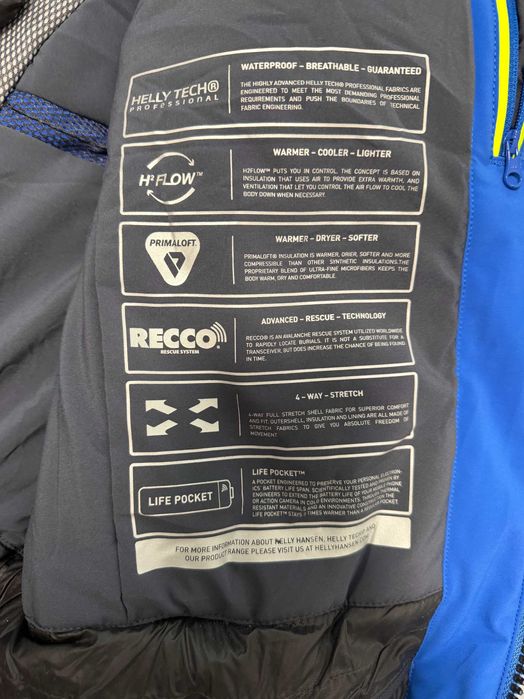 HELLY TECH®
PROFESSIONAL
WATERPROOF - BREATHABLE - GUARANTEED
THE HIGHLY ADVANCED HELLY TECH® PROFESSIONAL FABRICS ARE
ENGINEERED TO MEET THE MOST DEMANDING PROFESSIONAL
REQUIREMENTS AND PUSH THE BOUNDARIES OF TECHNICAL
FABRIC ENGINEERING.
H²FLOW™
WARMER - COOLER - LIGHTER
H2FLOW™ PUTS YOU IN CONTROL. THE CONCEPT IS BASED ON
INSULATION THAT USES AIR TO PROVIDE EXTRA WARMTH, AND
VENTILATION THAT LET YOU CONTROL THE AIR FLOW TO COOL THE
BODY DOWN WHEN NECESSARY.
PRIMALOFT
WARMER - DRYER - SOFTER
PRIMALOFT® INSULATION IS WARMER, DRIER, SOFTER AND MORE
COMPRESSIBLE THAN OTHER SYNTHETIC INSULATIONS.THE
PROPRIETARY BLEND OF ULTRA-FINE MICROFIBERS KEEPS THE
BODY WARM, DRY AND COMFORTABLE.
RECCO
RESCUE SYSTEM
ADVANCED - RESCUE - TECHNOLOGY
RECCO® IS AN AVALANCHE RESCUE SYSTEM UTILIZED WORLDWIDE
TO RAPIDLY LOCATE BURIALS. IT IS NOT A SUBSTITUTE FOR A
TRANSCEIVER, BUT DOES INCREASE THE CHANCE OF BEING FOUND
IN TIME.
4 - WAY - STRETCH
4-WAY FULL STRETCH SHELL FABRIC FOR SUPERIOR COMFORT
AND FIT. OUTERSHELL, INSULATION AND LINING ARE ALL MADE OF
STRETCH FABRICS TO GIVE YOU ABSOLUTE FREEDOM OF
MOVEMENT
LIFE POCKET
LIFE POCKET™
A POCKET ENGINEERED TO PRESERVE YOUR PERSONAL ELECTRON-
ICS' BATTERY LIFE SPAN. SCIENTIFICALLY TESTED AND PROVEN BY
ENGINEERS TO EXTEND THE BATTERY LIFE OF YOUR MOBILE PHONE
OR ACTION CAMERA IN COLD ENVIRONMENTS. THROUGH THERMAL
RESISTANT MATERIALS AND AN INNOVATIVE CONSTRUCTION THE
LIFE POCKET™ STAYS TIMES WARMER THAN A REGULAR POCKET.
FOR MORE INFORMATION ABOUT HELLY HANSEN, HELLY TECH® AND
OUR PRODUCT RANGE PLEASE VISIT US AT HELLYHANSEN.COM